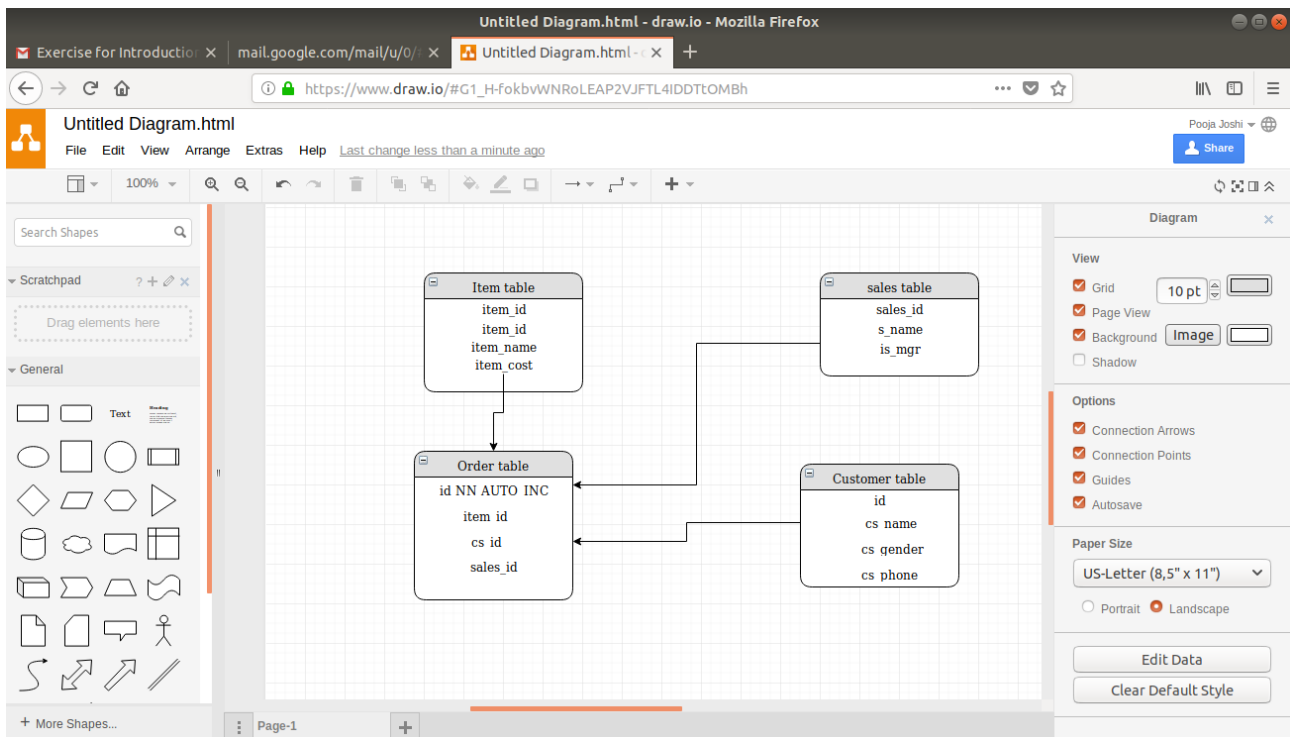 Untitled Diagram.html - draw.io - Mozilla Firefox
Exercise for Introduction
mail.google.com/mail/u/0/
Untitled Diagram.html -
https://www.draw.io/#G1_H-fokbvWNRoLEAP2VJFTL4IDDTtOMBh
Untitled Diagram.html
Pooja Joshi
File Edit View Arrange Extras Help Last change less than a minute ago
Share
100%
Search Shapes
Scratchpad
?
Drag elements here
General
Text
Heading
+ More Shapes...
Item table
item_id
item_id
item_name
item_cost
sales table
sales_id
s_name
is_mgr
Order table
id NN AUTO INC
item id
cs id
sales_id
Customer table
id
cs name
cs gender
cs phone
Page-1
Diagram
View
Grid 10 pt
Page View
Background Image
Shadow
Options
Connection Arrows
Connection Points
Guides
Autosave
Paper Size
US-Letter (8,5" x 11")
Portrait Landscape
Edit Data
Clear Default Style